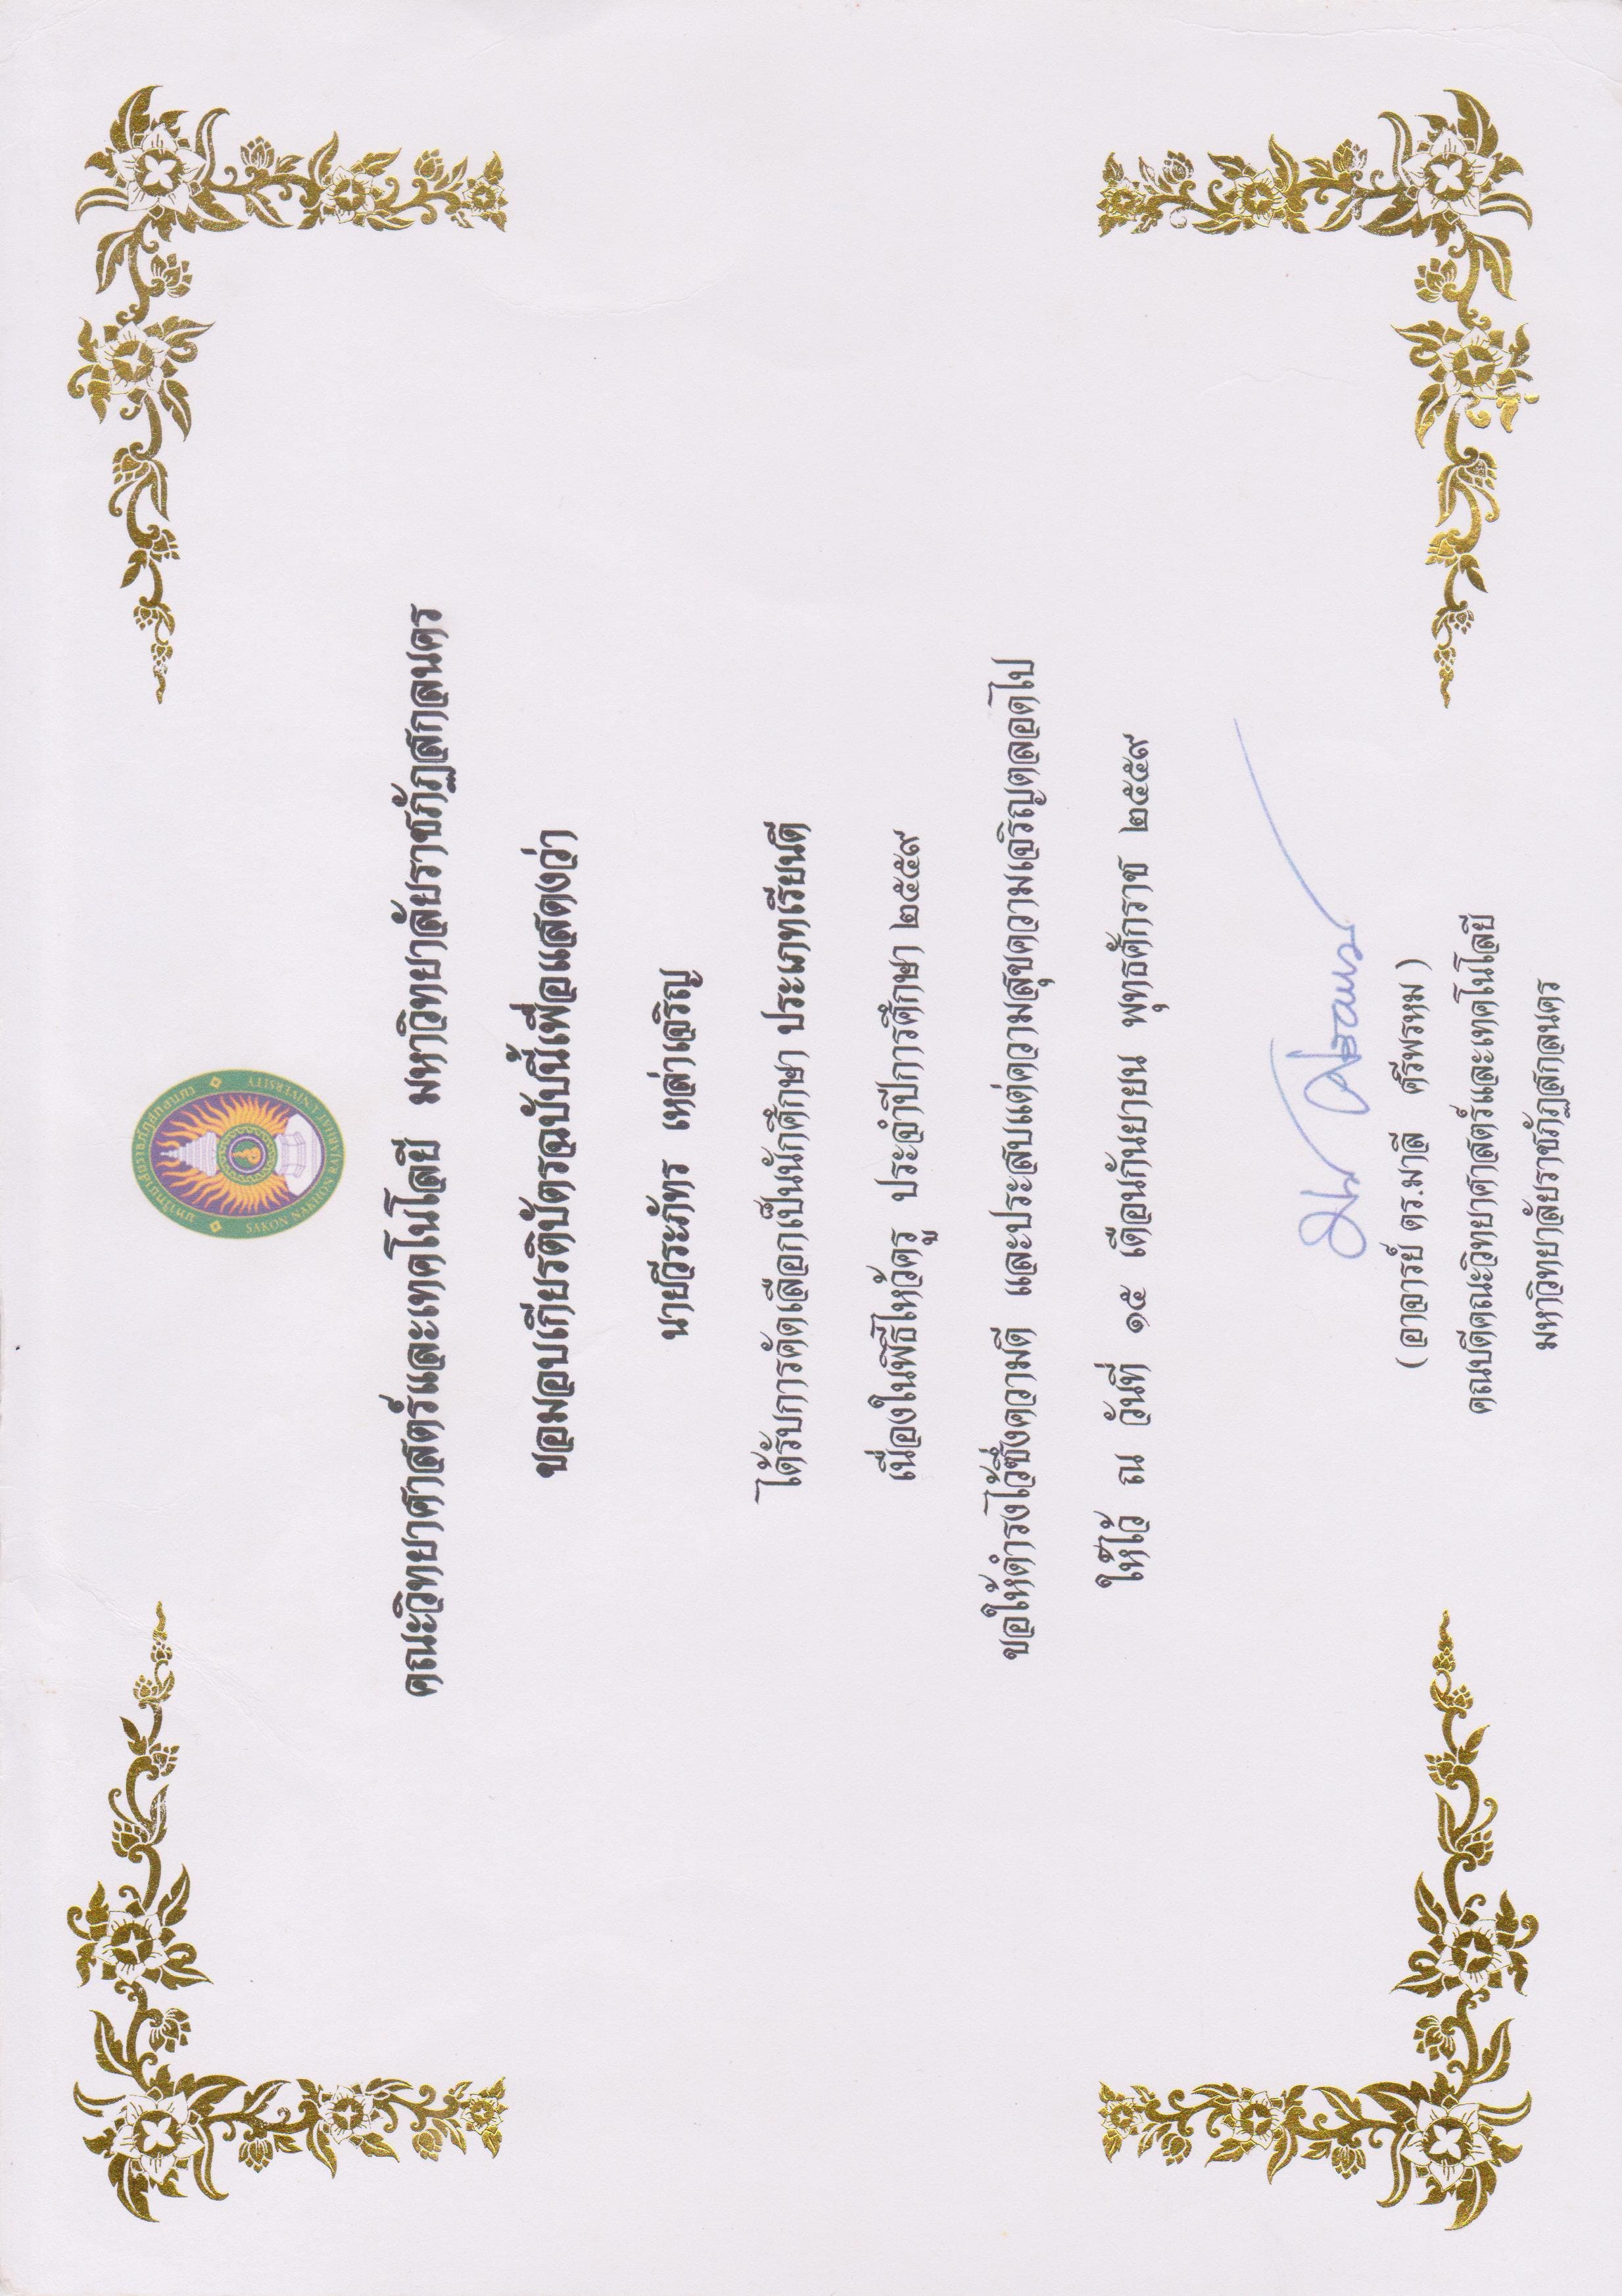 มหาวิทยาลัยราชภัฏสกลนคร
SAKON NAKHON RAJABHAT UNIVERSITY
คณะวิทยาศาสตร์และเทคโนโลยี มหาวิทยาลัยราชภัฏสกลนคร
ขอมอบเกียรติบัตรฉบับนี้เพื่อแสดงว่า
นายวีระภัทร เหล่าเจริญ
ได้รับการคัดเลือกเป็นนักศึกษา ประเภทเรียนดี
เนื่องในพิธีไหว้ครู ประจำปีการศึกษา ๒๕๕๙
ขอให้ดำรงไว้ซึ่งความดี และประสบแต่ความสุขความเจริญตลอดไป
ให้ไว้ ณ วันที่ ๑๕ เดือนกันยายน พุทธศักราช ๒๕๕๙
( อาจารย์ ดร.มาลี ศรีพรหม )
คณบดีคณะวิทยาศาสตร์และเทคโนโลยี
มหาวิทยาลัยราชภัฏสกลนคร